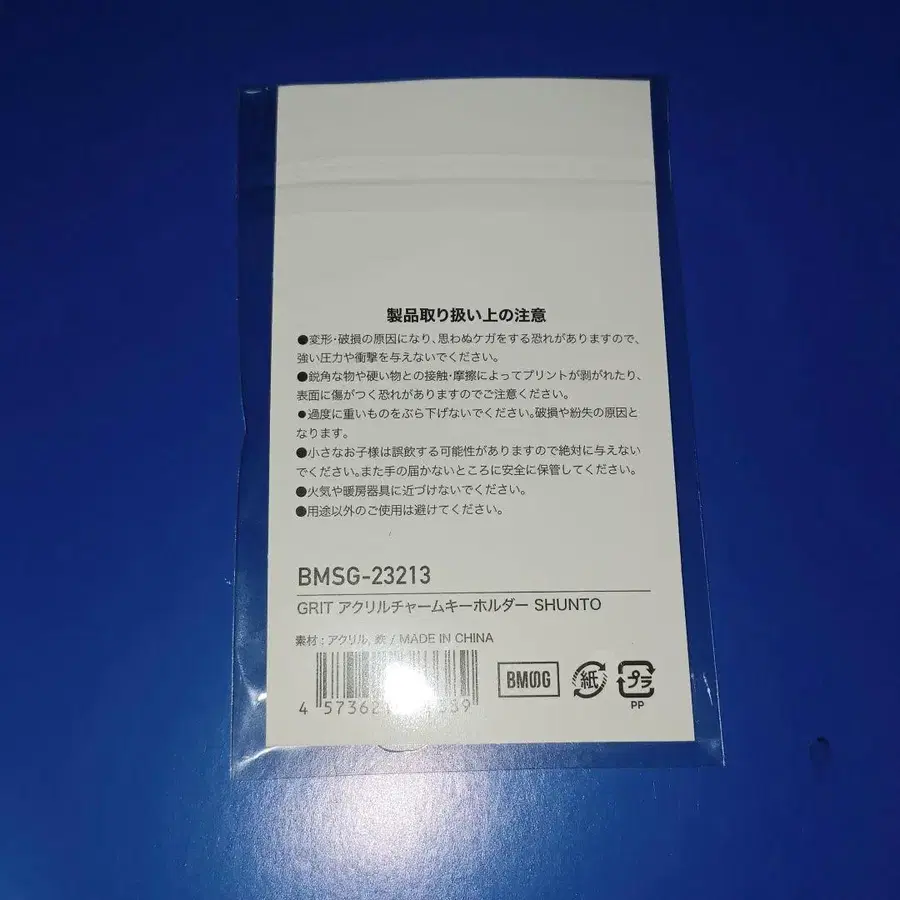 製品取り扱い上の注意
●変形・破損の原因になり、思わぬケガをする恐れがありますので、
強い圧力や衝撃を与えないでください。
●鋭角な物や硬い物との接触・摩擦によってプリントが剥がれたり、
表面に傷がつく恐れがありますのでご注意ください。
●過度に重いものをぶら下げないでください。破損や紛失の原因と
なります。
●小さなお子様は誤飲する可能性がありますので絶対に与えない
でください。また手の届かないところに安全に保管してください。
●火気や暖房器具に近づけないでください。
●用途以外のご使用は避けてください。
BMSG-23213
GRIT アクリルチャームキーホルダー SHUNTO
素材 : アクリル, 鉄 / MADE IN CHINA
BMSG 紙 プラ
PP
4 57362